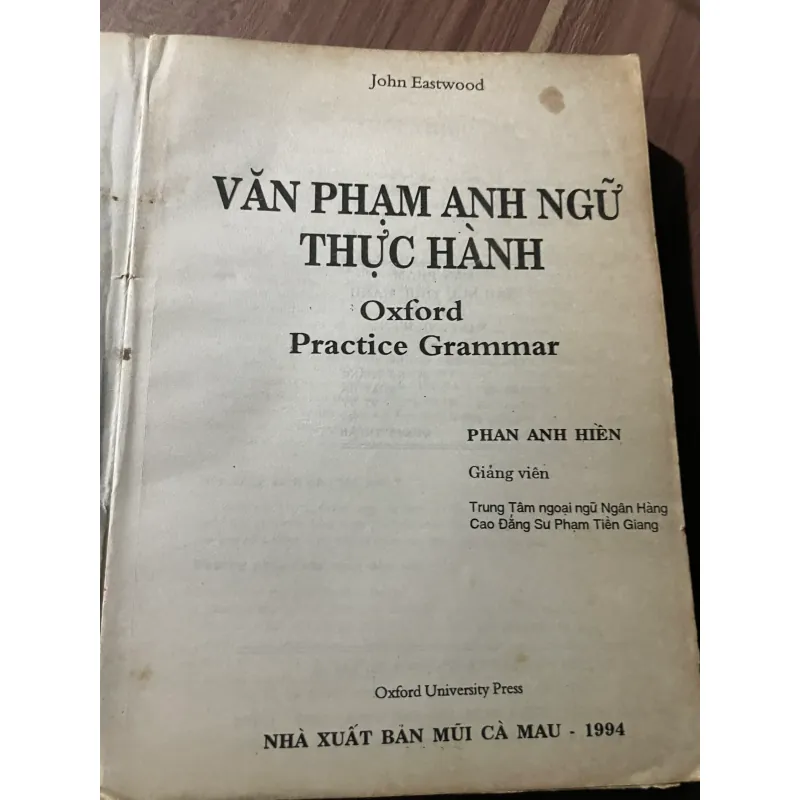 John Eastwood
VĂN PHẠM ANH NGỮ
THỰC HÀNH
Oxford
Practice Grammar
PHAN ANH HIỀN
Giảng viên
Trung Tâm ngoại ngữ Ngân Hàng
Cao Đẳng Sư Phạm Tiền Giang
Oxford University Press
NHÀ XUẤT BẢN MŨI CÀ MAU - 1994